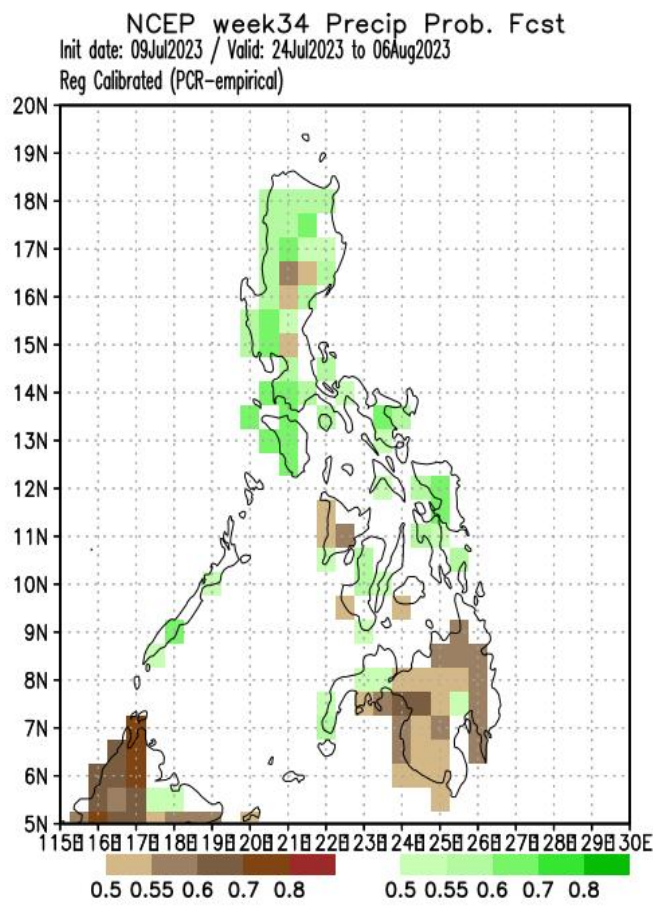 NCEP week34 Precip Prob. Fcst
Init date: 09Jul2023 / Valid: 24Jul2023 to 06Aug2023
Reg Calibrated (PCR-empirical)
20N
19N
18N
17N
16N
15N
14N
13N
12N
11N
10N
9N
8N
7N
6N
5N
115E 116E 117E 118E 119E 120E 121E 122E 123E 124E 125E 126E 127E 128E 129E 130E
0.5 0.55 0.6 0.7 0.8 0.5 0.55 0.6 0.7 0.8